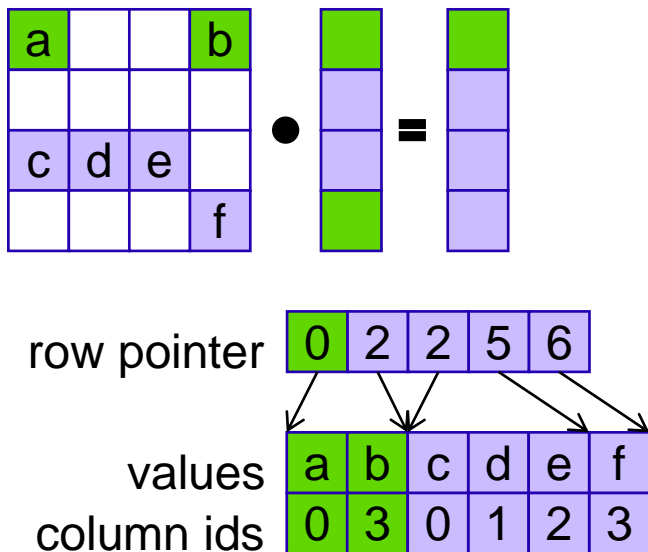 a b
c d e
f
• =
row pointer 0 2 2 5 6
values a b c d e f
column ids 0 3 0 1 2 3